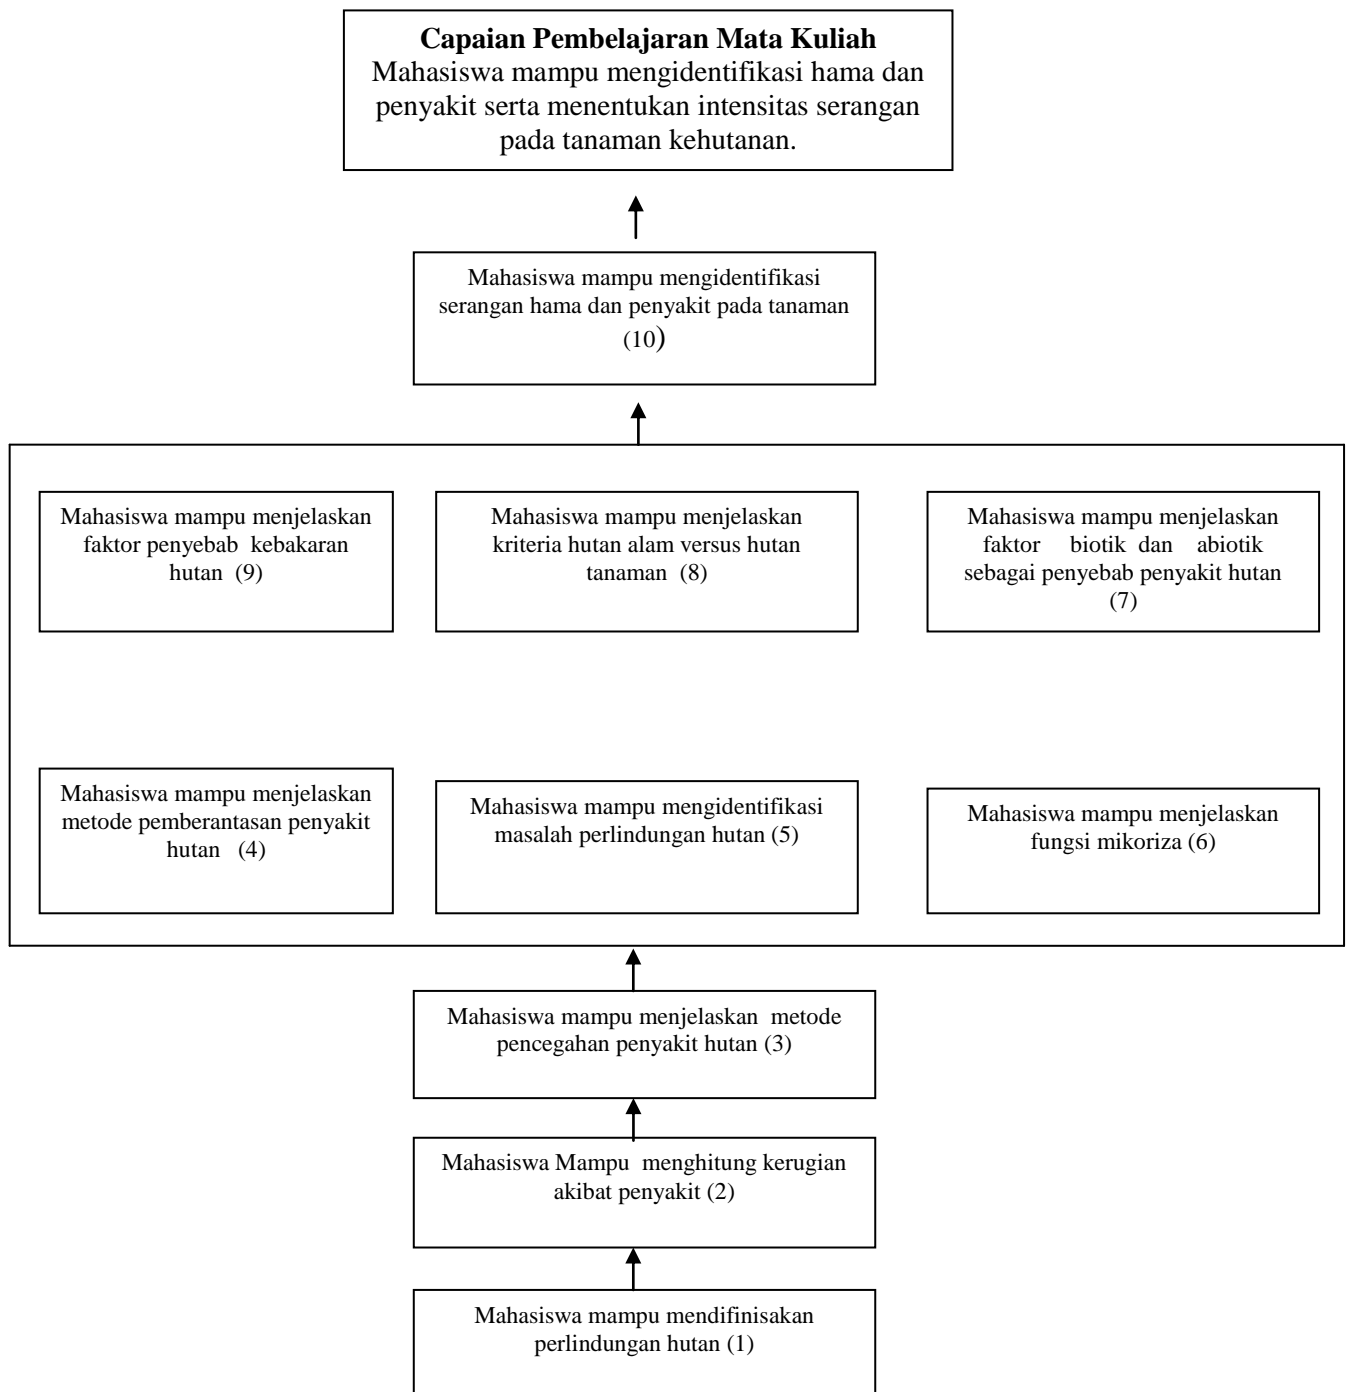 Capaian Pembelajaran Mata Kuliah
Mahasiswa mampu mengidentifikasi hama dan
penyakit serta menentukan intensitas serangan
pada tanaman kehutanan.
Mahasiswa mampu mengidentifikasi
serangan hama dan penyakit pada tanaman
(10)
Mahasiswa mampu menjelaskan
faktor penyebab kebakaran
hutan (9)
Mahasiswa mampu menjelaskan
kriteria hutan alam versus hutan
tanaman (8)
Mahasiswa mampu menjelaskan
faktor biotik dan abiotik
sebagai penyebab penyakit hutan
(7)
Mahasiswa mampu menjelaskan
metode pemberantasan penyakit
hutan (4)
Mahasiswa mampu mengidentifikasi
masalah perlindungan hutan (5)
Mahasiswa mampu menjelaskan
fungsi mikoriza (6)
Mahasiswa mampu menjelaskan metode
pencegahan penyakit hutan (3)
Mahasiswa Mampu menghitung kerugian
akibat penyakit (2)
Mahasiswa mampu mendifinisakan
perlindungan hutan (1)